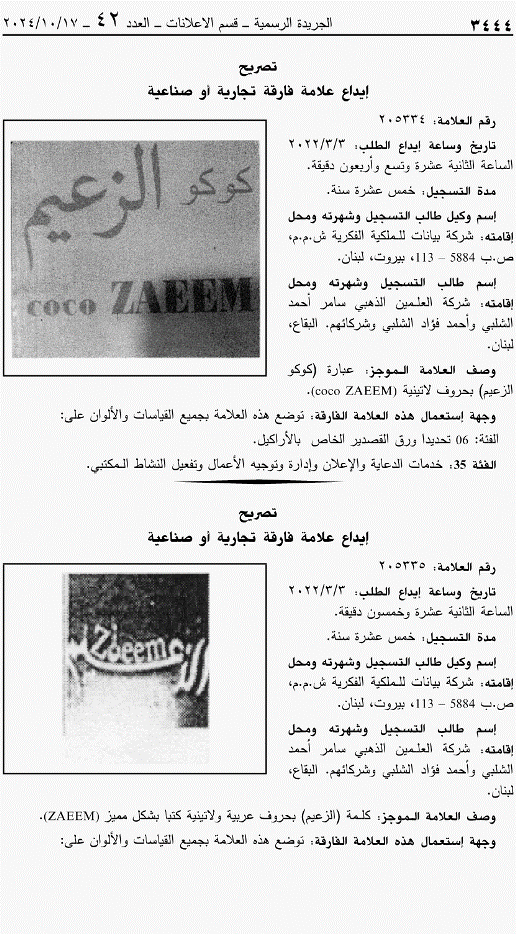 ٣٤٤٤
الجريدة الرسمية – قسم الاعلانات – العدد ٤٢ – ٢٠٢٤/١٠/١٧
تصريح
إيداع علامة فارقة تجارية أو صناعية
رقم العلامة: ٢٠٥٣٣٤
تاريخ وساعة إيداع الطلب: ٢٠٢٢/٣/٣
الساعة الثانية عشرة وتسع وأربعون دقيقة.
مدة التسجيل: خمس عشرة سنة.
إسم وكيل طالب التسجيل وشهرته ومحل
إقامته: شركة بيانات للملكية الفكرية ش.م.م،
ص.ب 5884 – 113، بيروت، لبنان.
إسم طالب التسجيل وشهرته ومحل
إقامته: شركة العلمين الذهبي سامر أحمد
الشلبي وأحمد فؤاد الشلبي وشركائهم. البقاع،
لبنان.
وصف العلامة الموجز: عبارة (كوكو
الزعيم) بحروف لاتينية (coco ZAEEM).
كوكو الزعيم
coco ZAEEM
وجهة إستعمال هذه العلامة الفارقة: توضع هذه العلامة بجميع القياسات والألوان على:
الفئة: 06 تحديدا ورق القصدير الخاص بالأراكيل.
الفئة 35: خدمات الدعاية والإعلان وإدارة وتوجيه الأعمال وتفعيل النشاط المكتبي.
تصريح
إيداع علامة فارقة تجارية أو صناعية
رقم العلامة: ٢٠٥٣٣٥
تاريخ وساعة إيداع الطلب: ٢٠٢٢/٣/٣
الساعة الثانية عشرة وخمسون دقيقة.
مدة التسجيل: خمس عشرة سنة.
إسم وكيل طالب التسجيل وشهرته ومحل
إقامته: شركة بيانات للملكية الفكرية ش.م.م،
ص.ب 5884 – 113، بيروت، لبنان.
إسم طالب التسجيل وشهرته ومحل
إقامته: شركة العلمين الذهبي سامر أحمد
الشلبي وأحمد فؤاد الشلبي وشركائهم. البقاع،
لبنان.
Zaeem
وصف العلامة الموجز: كلمة (الزعيم) بحروف عربية ولاتينية كتبا بشكل مميز (ZAEEM).
وجهة إستعمال هذه العلامة الفارقة: توضع هذه العلامة بجميع القياسات والألوان على: